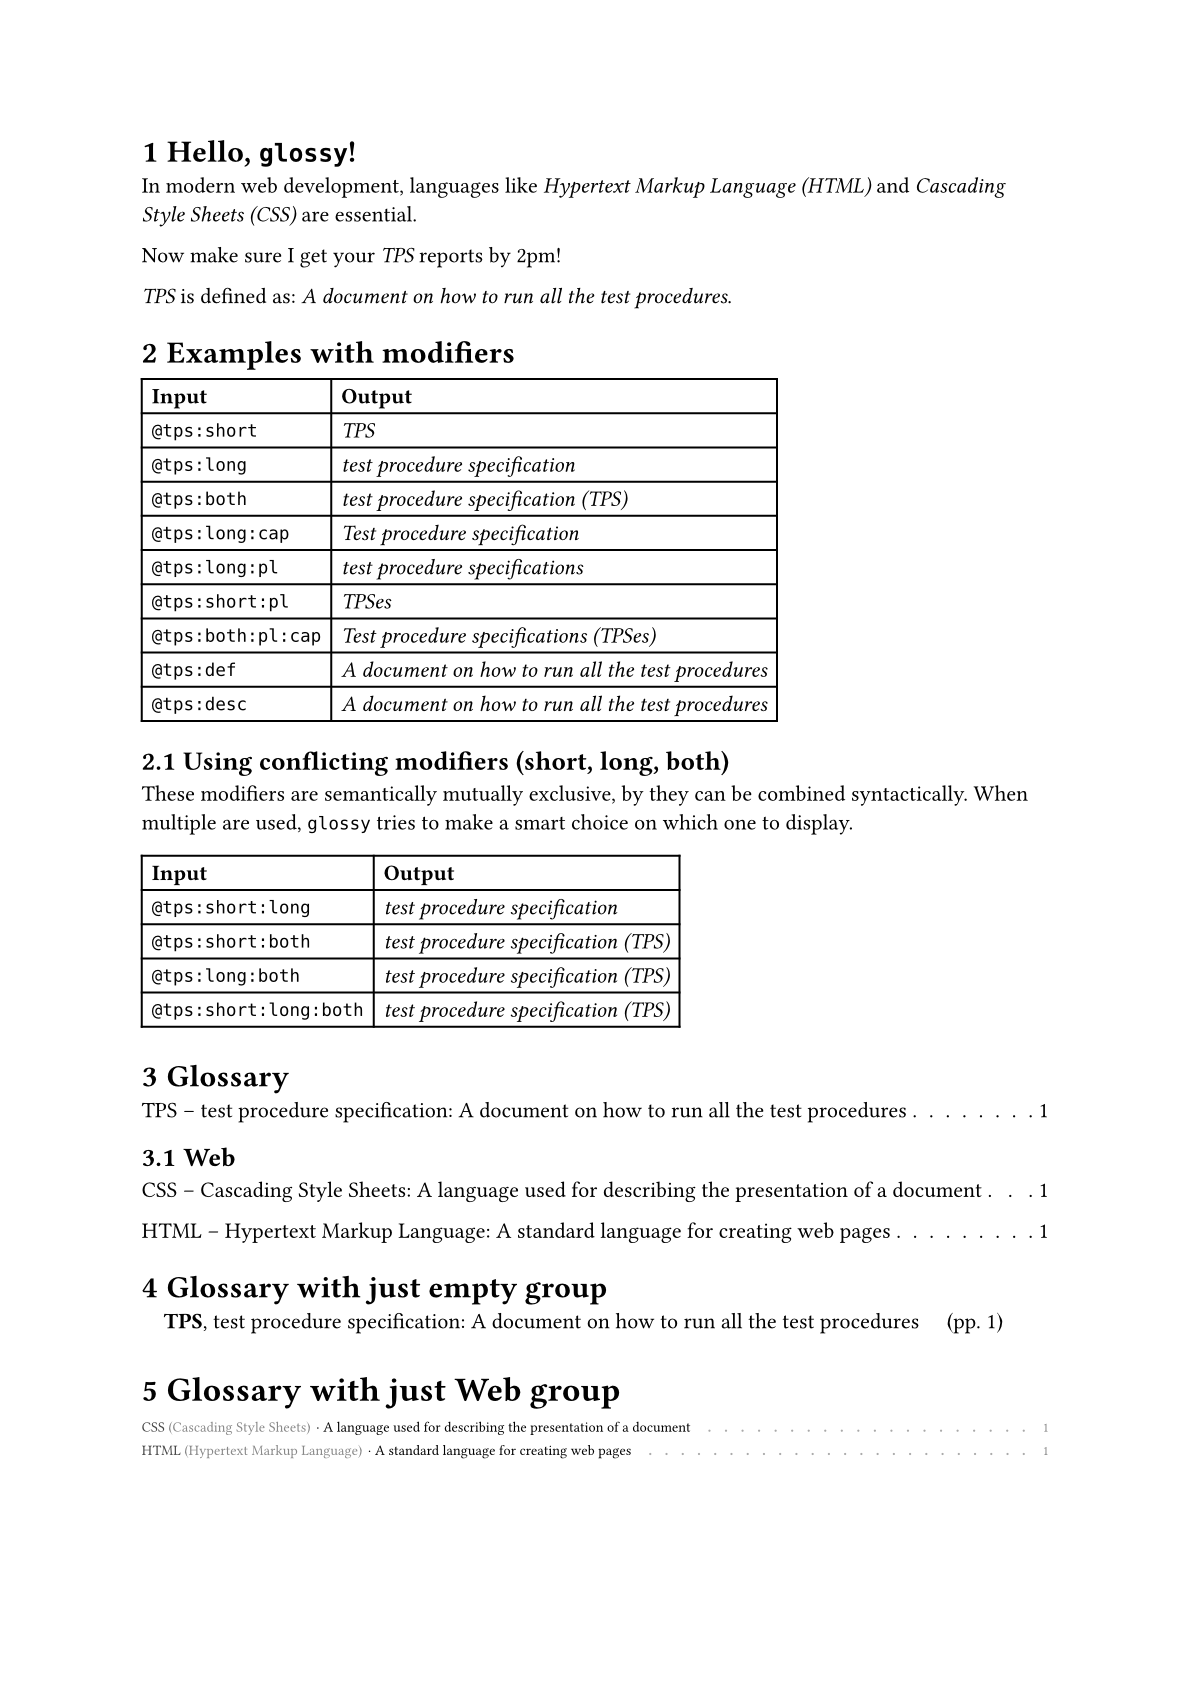 1 Hello, glossy!
In modern web development, languages like Hypertext Markup Language (HTML) and Cascading
Style Sheets (CSS) are essential.
Now make sure I get your TPS reports by 2pm!
TPS is defined as: A document on how to run all the test procedures.
2 Examples with modifiers
Input Output
@tps:short TPS
@tps:long test procedure specification
@tps:both test procedure specification (TPS)
@tps:long:cap Test procedure specification
@tps:long:pl test procedure specifications
@tps:short:pl TPSes
@tps:both:pl:cap Test procedure specifications (TPSes)
@tps:def A document on how to run all the test procedures
@tps:desc A document on how to run all the test procedures
2.1 Using conflicting modifiers (short, long, both)
These modifiers are semantically mutually exclusive, by they can be combined syntactically. When
multiple are used, glossy tries to make a smart choice on which one to display.
Input Output
@tps:short:long test procedure specification
@tps:short:both test procedure specification (TPS)
@tps:long:both test procedure specification (TPS)
@tps:short:long:both test procedure specification (TPS)
3 Glossary
TPS – test procedure specification: A document on how to run all the test procedures . . . . . . . . 1
3.1 Web
CSS – Cascading Style Sheets: A language used for describing the presentation of a document . . . 1
HTML – Hypertext Markup Language: A standard language for creating web pages . . . . . . . . . 1
4 Glossary with just empty group
TPS, test procedure specification: A document on how to run all the test procedures (pp. 1)
5 Glossary with just Web group
CSS (Cascading Style Sheets) · A language used for describing the presentation of a document . . . . . . . . . . . . . . . . . . . 1
HTML (Hypertext Markup Language) · A standard language for creating web pages . . . . . . . . . . . . . . . . . . . . . . . 1